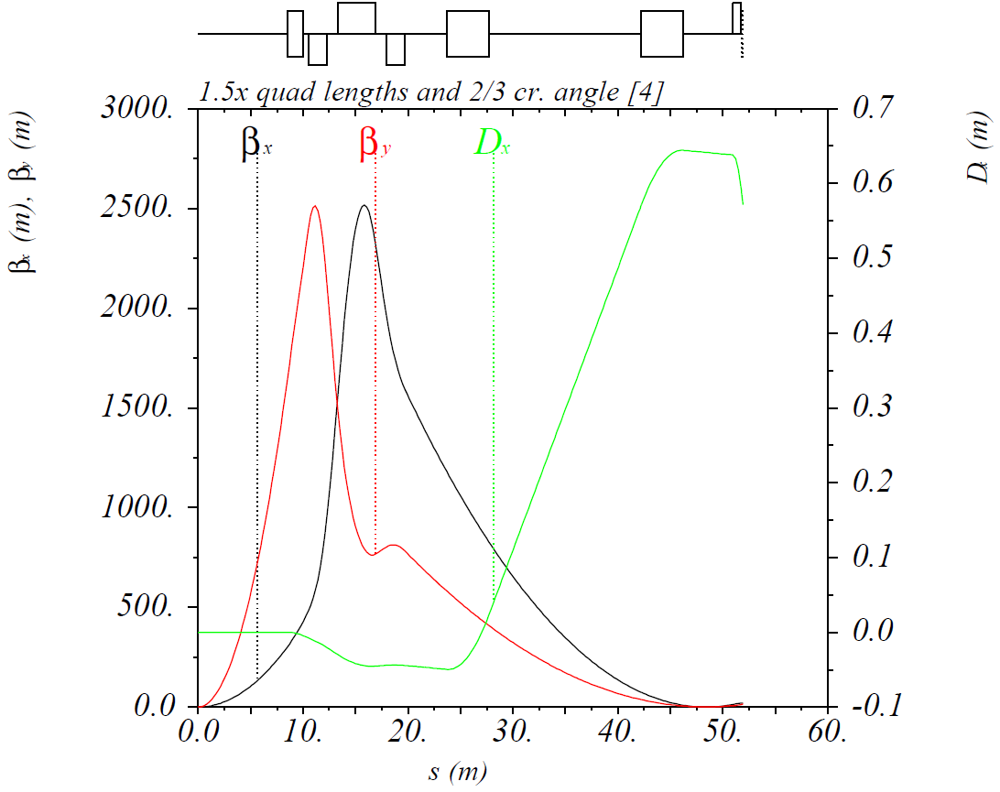 1.5x quad lengths and 2/3 cr. angle [4]
βx (m), βy (m)
3000.
2500.
2000.
1500.
1000.
500.
0.0
βx
βy
Dx
0.7
0.6
0.5
0.4
0.3
0.2
0.1
0.0
-0.1
Dx (m)
0.0 10. 20. 30. 40. 50. 60.
s (m)